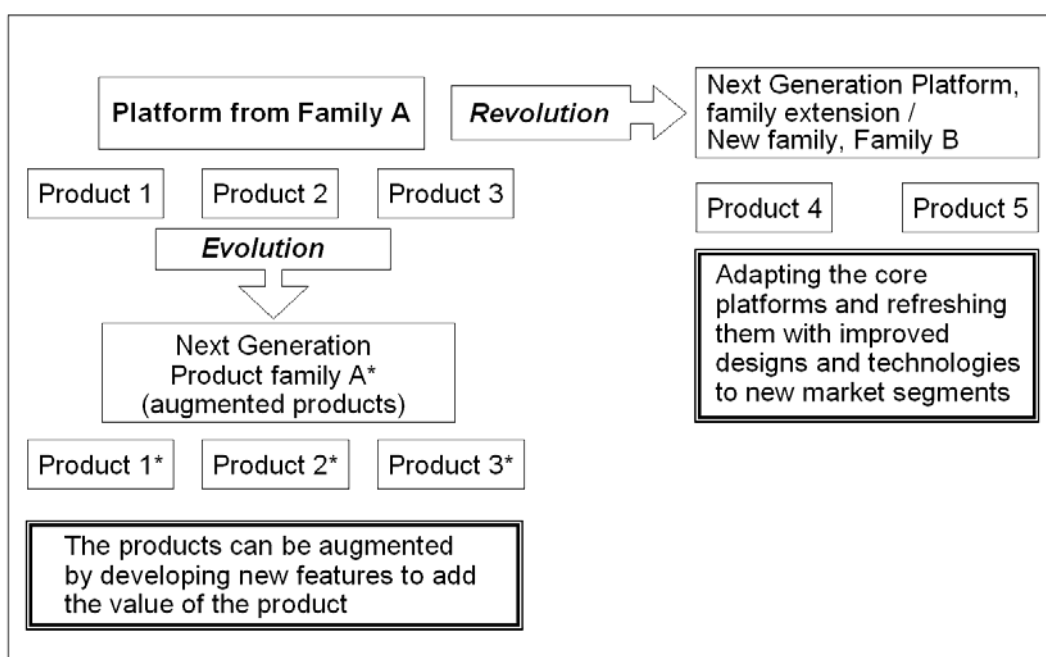 Platform from Family A
Revolution
Next Generation Platform,
family extension /
New family, Family B
Product 1
Product 2
Product 3
Product 4
Product 5
Evolution
Adapting the core
platforms and refreshing
them with improved
designs and technologies
to new market segments
Next Generation
Product family A*
(augmented products)
Product 1*
Product 2*
Product 3*
The products can be augmented
by developing new features to add
the value of the product